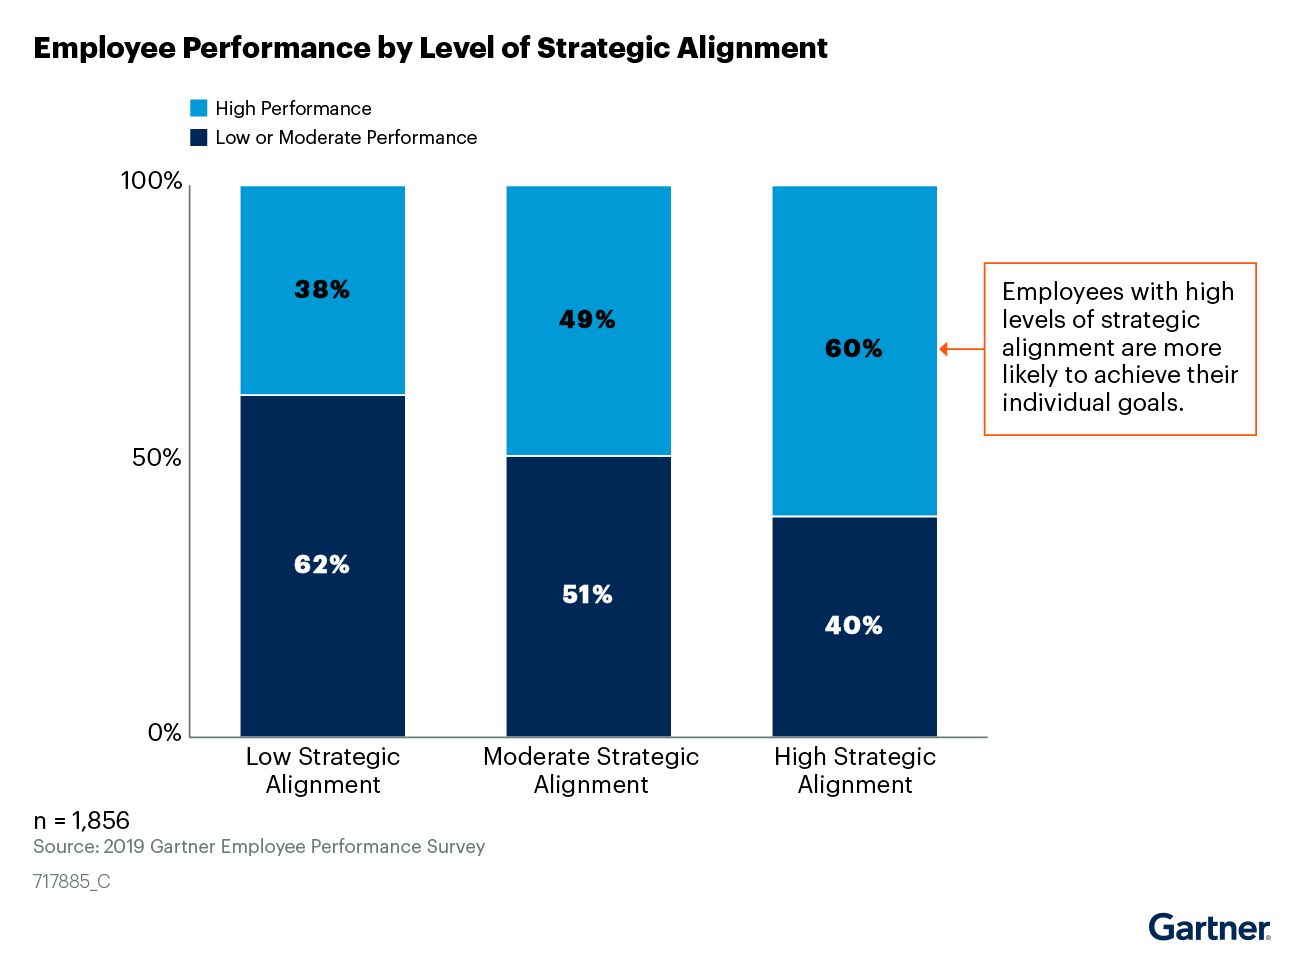 Employee Performance by Level of Strategic Alignment
High Performance
Low or Moderate Performance
100%
50%
0%
38%
62%
49%
51%
60%
40%
Employees with high
levels of strategic
alignment are more
likely to achieve their
individual goals.
Low Strategic
Alignment
Moderate Strategic
Alignment
High Strategic
Alignment
n = 1,856
Source: 2019 Gartner Employee Performance Survey
717885_C
Gartner®